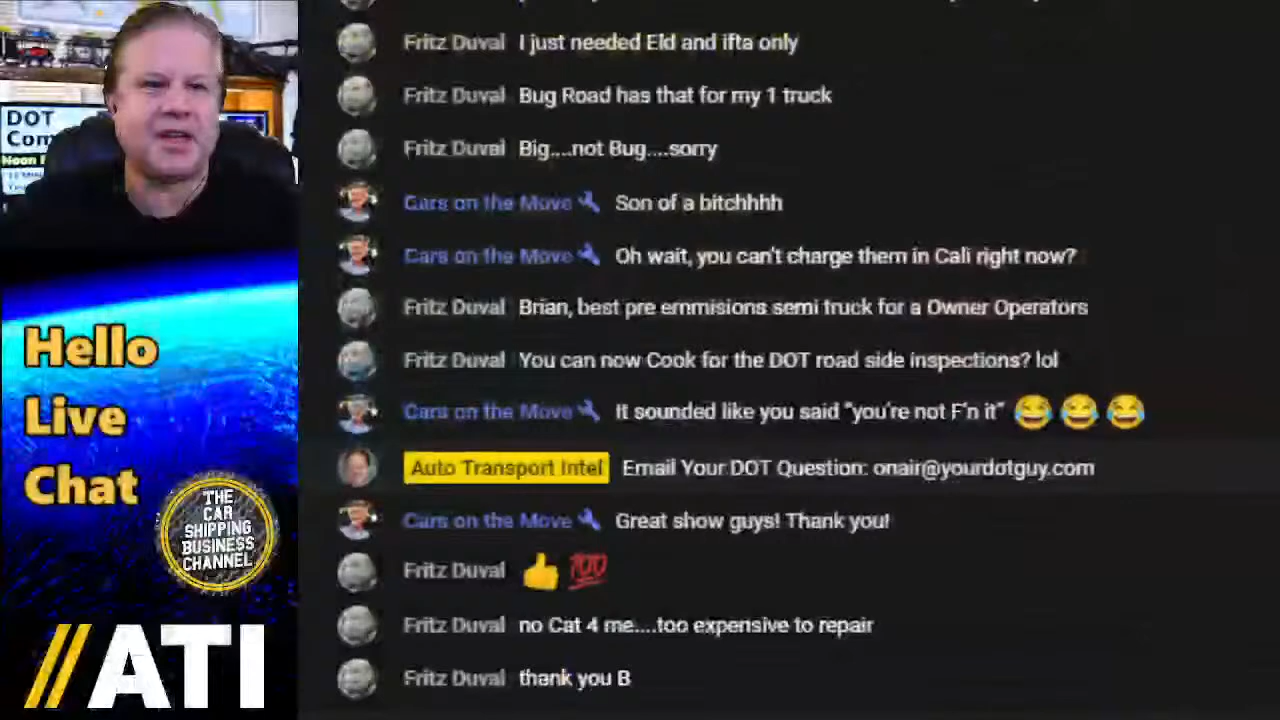 DOT
Com
Noon
Fritz Duval I just needed Eld and ifta only
Fritz Duval Bug Road has that for my 1 truck
Fritz Duval Big....not Bug....sorry
Cars on the Move Son of a bitchhhh
Cars on the Move Oh wait, you can't charge them in Cali right now?
Fritz Duval Brian, best pre emmisions semi truck for a Owner Operators
Fritz Duval You can now Cook for the DOT road side inspections? lol
Cars on the Move It sounded like you said "you're not F'n it" 😂 😂 😂
Auto Transport Intel Email Your DOT Question: onair@yourdotguy.com
Cars on the Move Great show guys! Thank you!
Fritz Duval 👍 💯
Fritz Duval no Cat 4 me....too expensive to repair
Fritz Duval thank you B
Hello
Live
Chat
THE
CAR
SHIPPING
BUSINESS
CHANNEL
//ATI